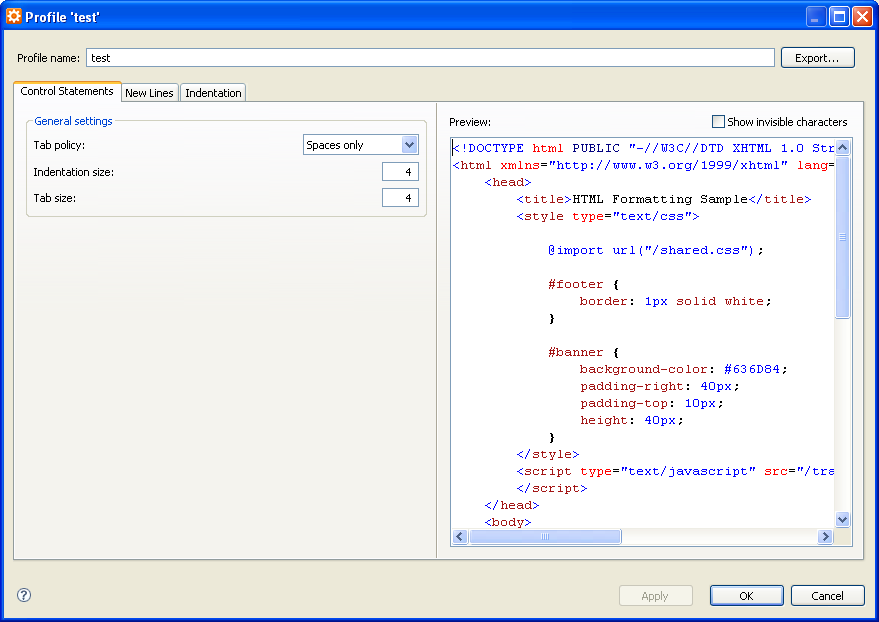 Profile 'test'
Profile name: test Export...
Control Statements New Lines Indentation
General settings
Tab policy: Spaces only
Indentation size: 4
Tab size: 4
Preview: Show invisible characters
<!DOCTYPE html PUBLIC "-//W3C//DTD XHTML 1.0 Str
<html xmlns="http://www.w3.org/1999/xhtml" lang=
    <head>
        <title>HTML Formatting Sample</title>
        <style type="text/css">
            @import url("/shared.css");
            #footer {
                border: 1px solid white;
            }
            #banner {
                background-color: #636D84;
                padding-right: 40px;
                padding-top: 10px;
                height: 40px;
            }
        </style>
        <script type="text/javascript" src="/tra
        </script>
    </head>
    <body>
? Apply OK Cancel